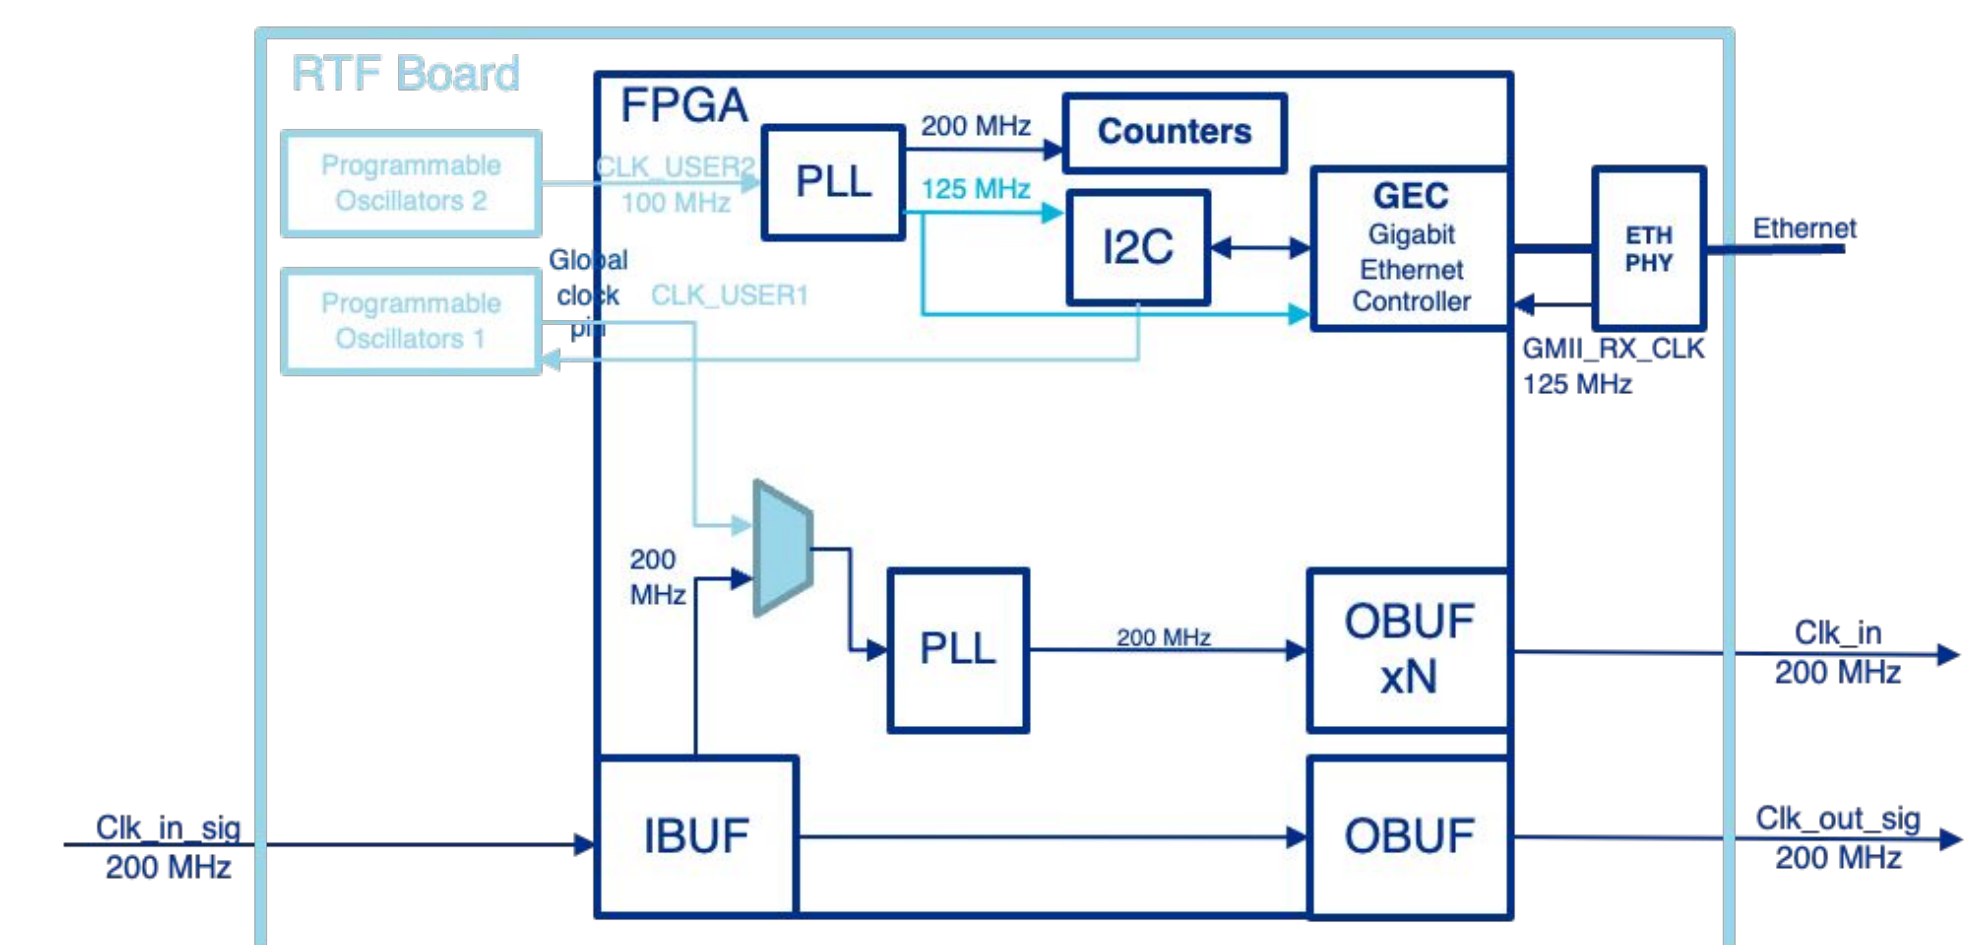 RTF Board
FPGA
Programmable
Oscillators 2
CLK_USER2
100 MHz
PLL
200 MHz
125 MHz
Counters
I2C
GEC
Gigabit
Ethernet
Controller
ETH
PHY
Ethernet
GMII_RX_CLK
125 MHz
Programmable
Oscillators 1
Global
clock
pin
CLK_USER1
200
MHz
PLL
200 MHz
OBUF
xN
Clk_in
200 MHz
Clk_in_sig
200 MHz
IBUF
OBUF
Clk_out_sig
200 MHz